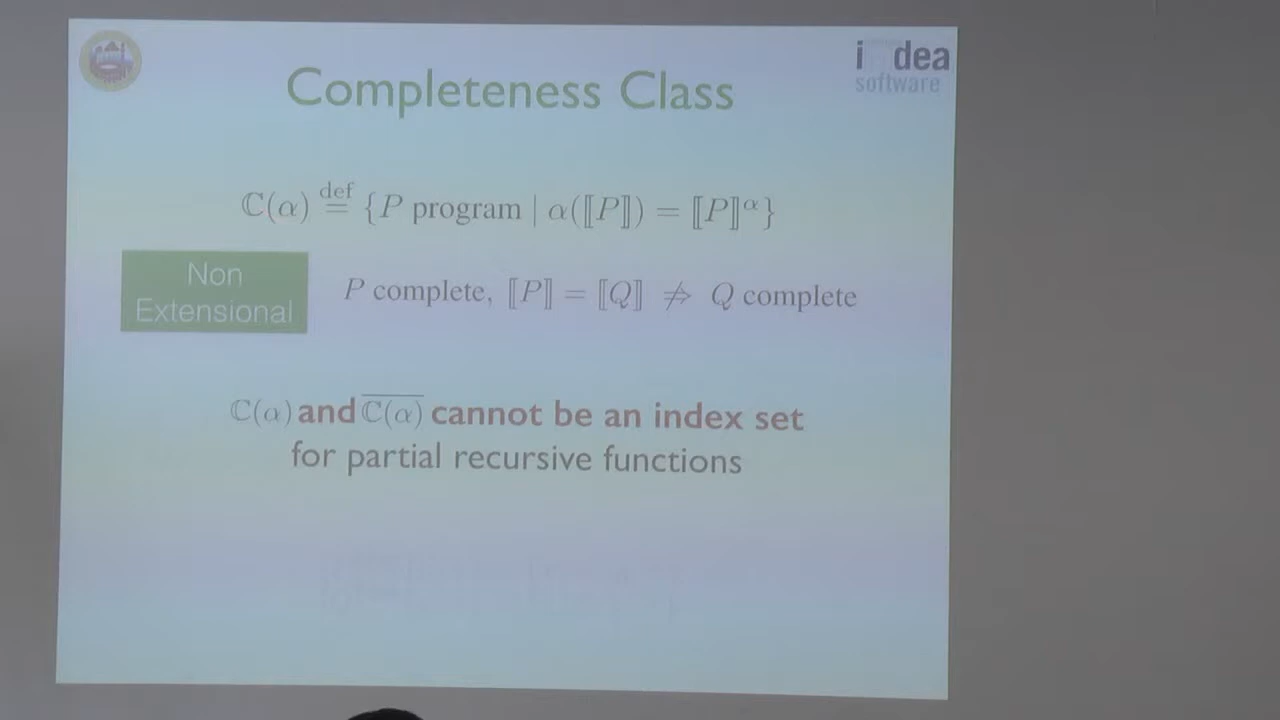 i dea
software
Completeness Class
ℂ(α) def= {P program | α(⟦P⟧) = ⟦P⟧^α}
Non
Extensional
P complete, ⟦P⟧ = ⟦Q⟧ ⇏ Q complete
ℂ(α) and \overline{ℂ(α)} cannot be an index set
for partial recursive functions